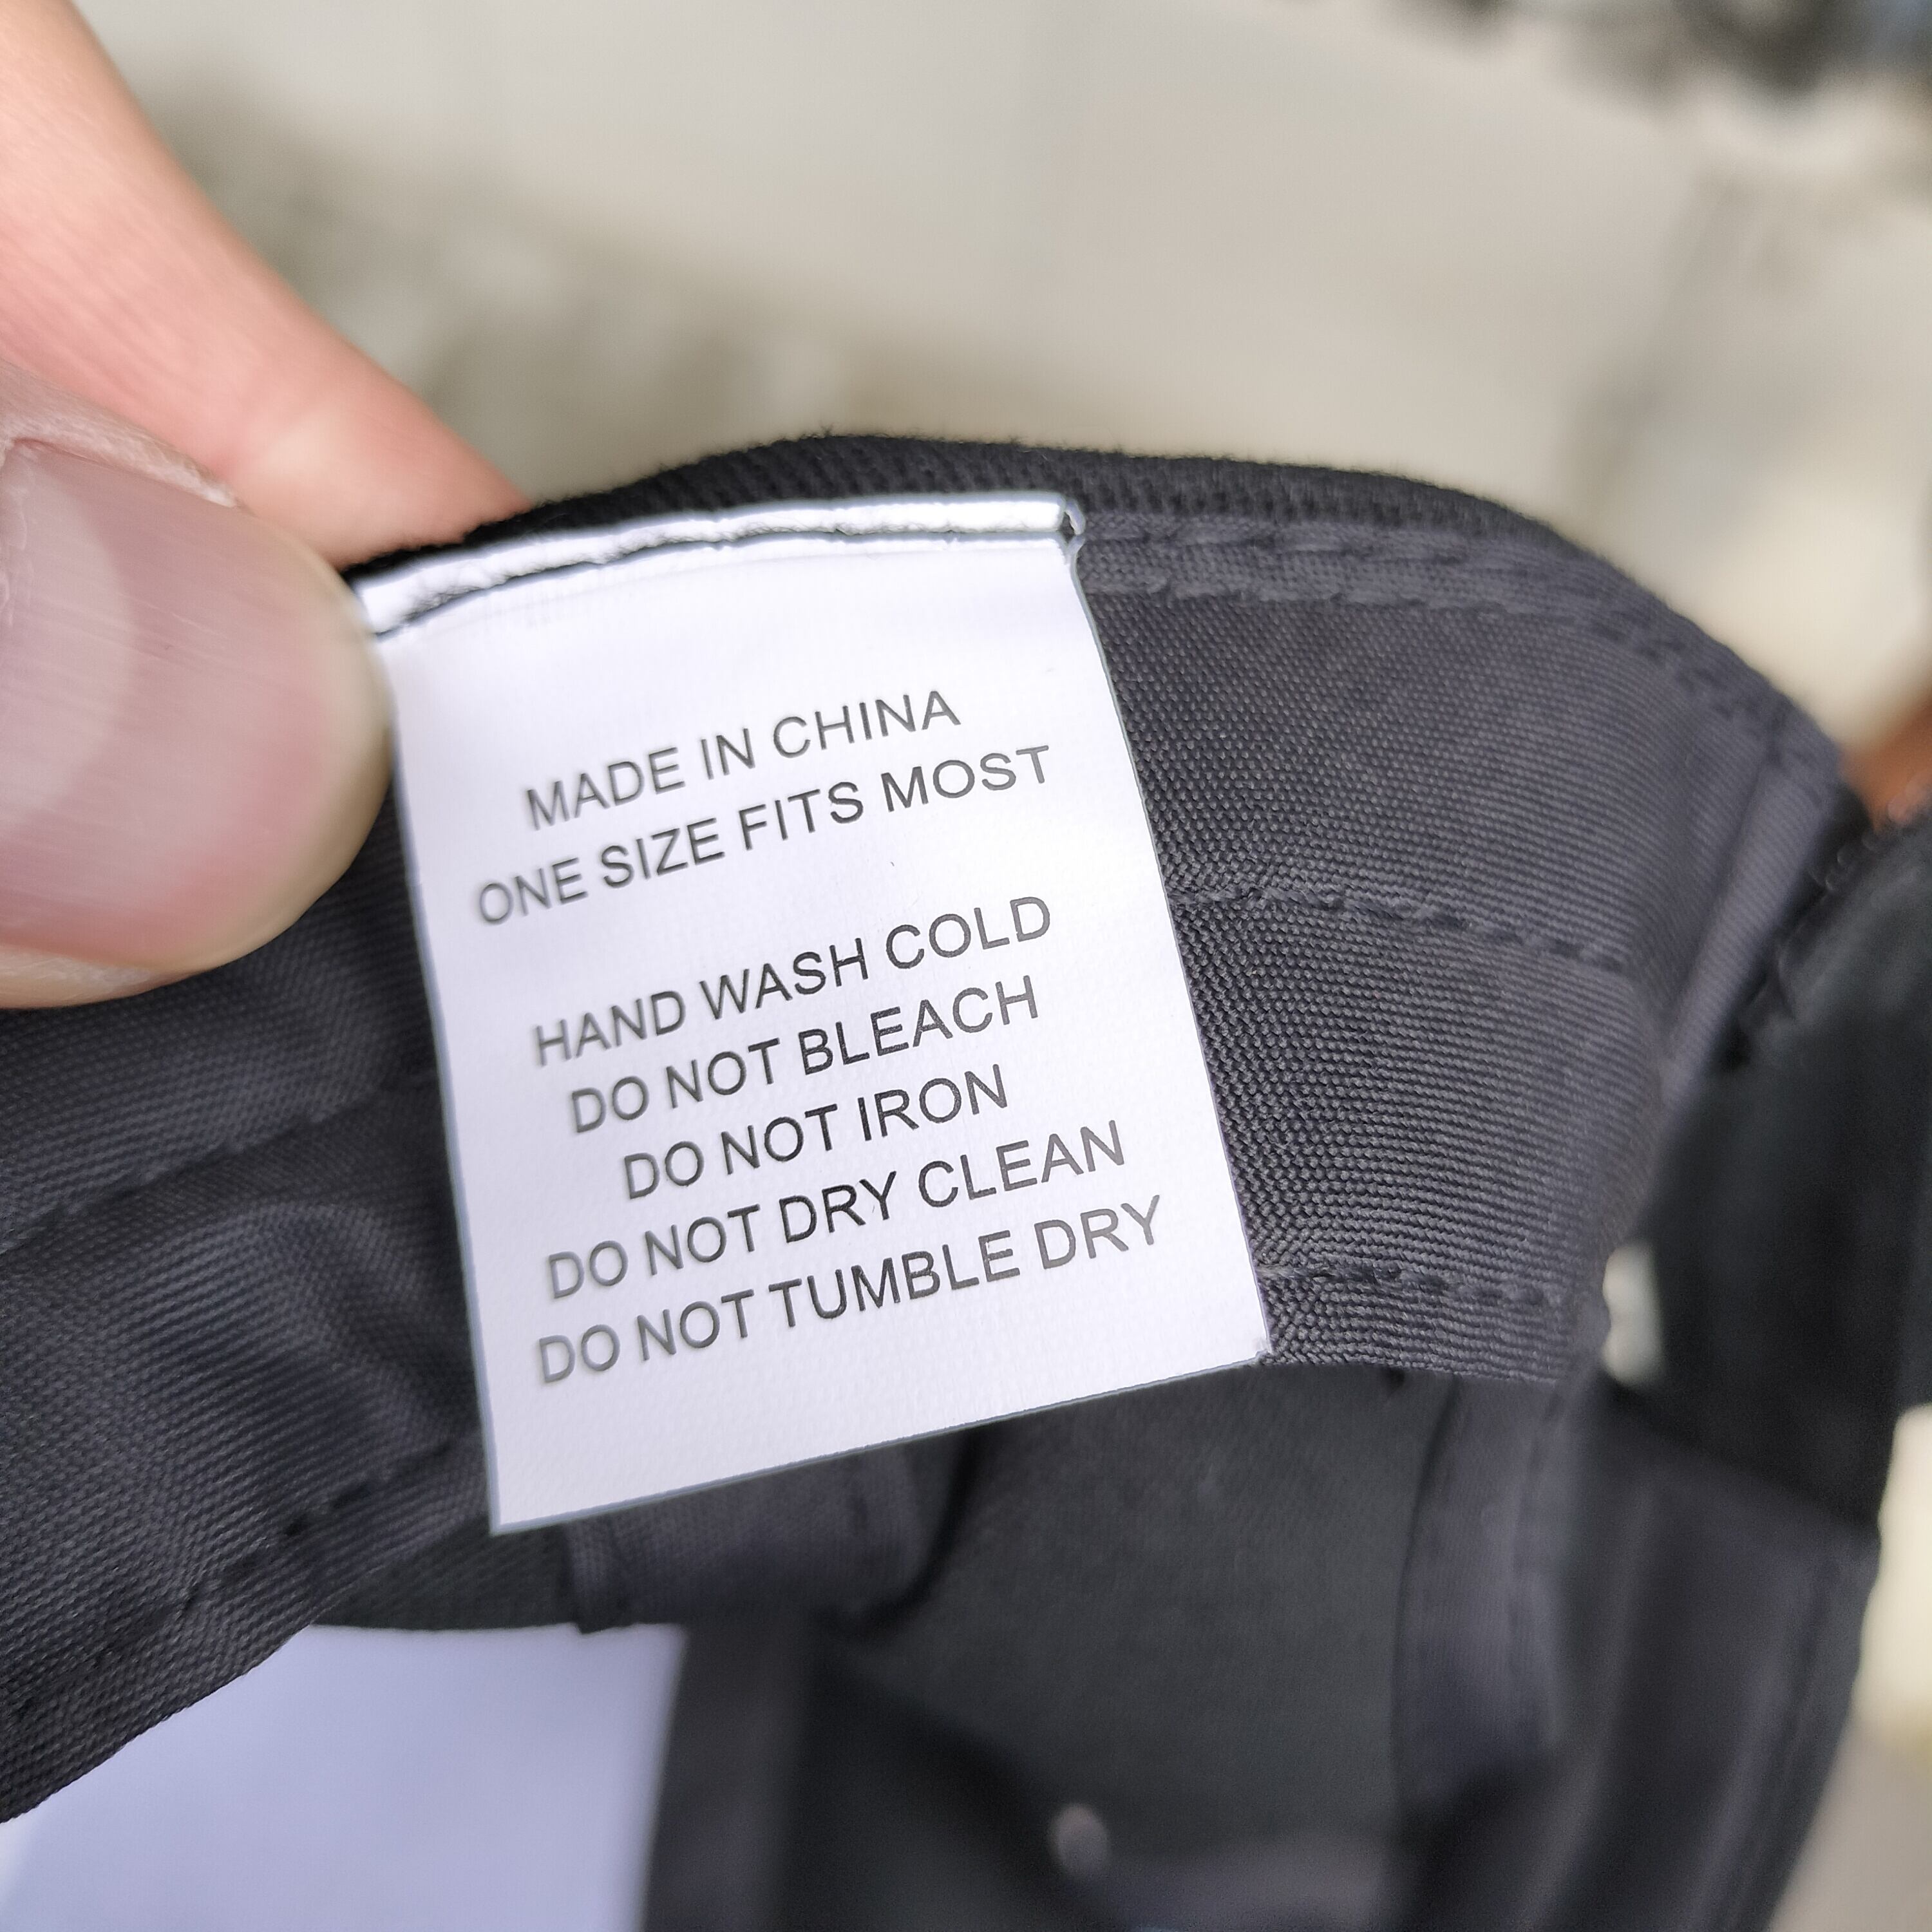 MADE IN CHINA
ONE SIZE FITS MOST
HAND WASH COLD
DO NOT BLEACH
DO NOT IRON
DO NOT DRY CLEAN
DO NOT TUMBLE DRY